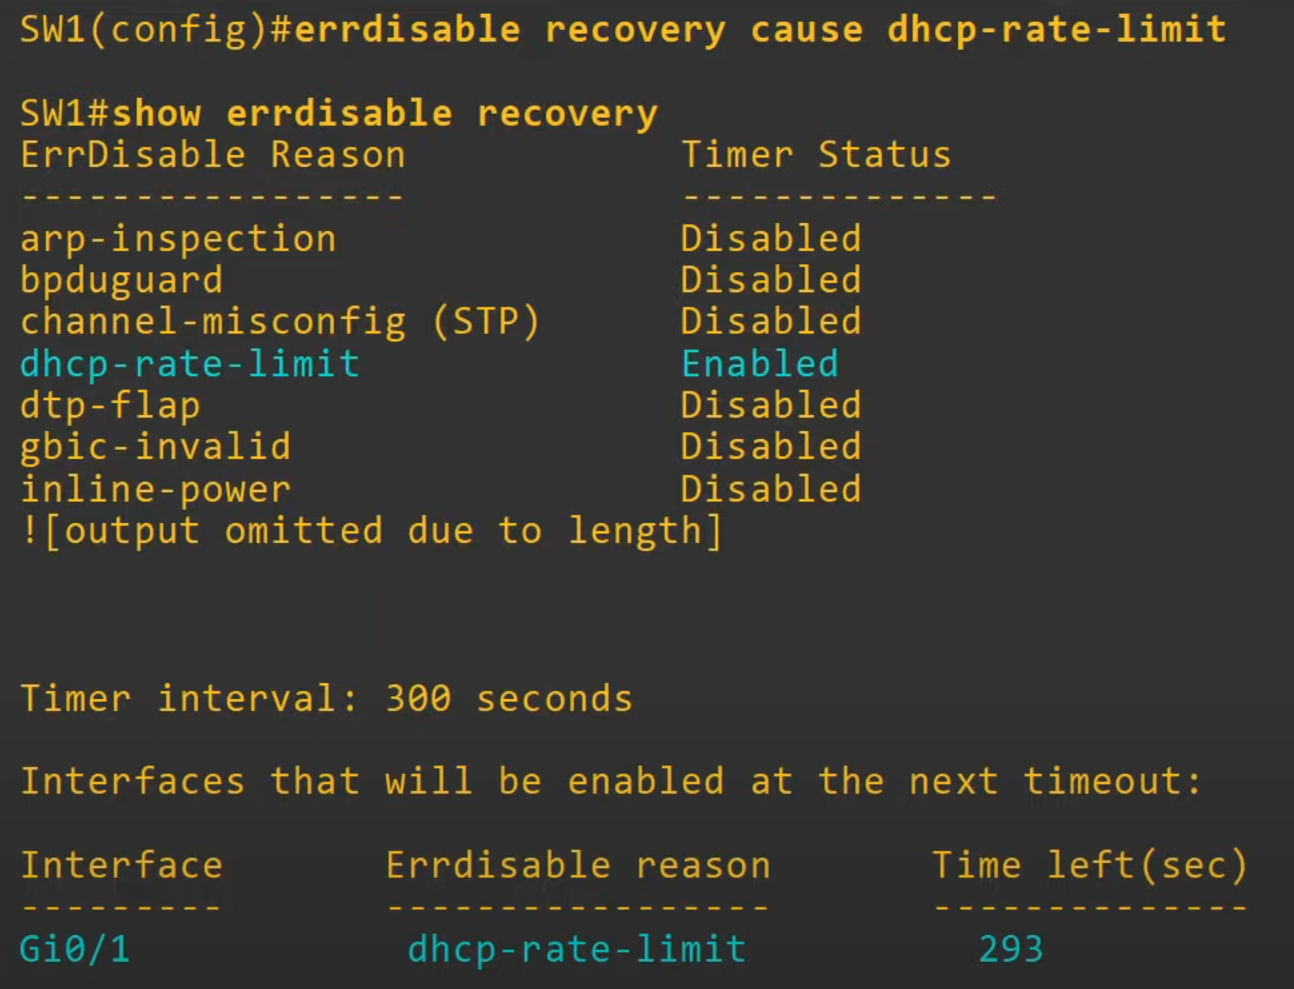 SW1(config)#errdisable recovery cause dhcp-rate-limit
SW1#show errdisable recovery
ErrDisable Reason                Timer Status
-----------------                --------------
arp-inspection                   Disabled
bpduguard                        Disabled
channel-misconfig (STP)          Disabled
dhcp-rate-limit                  Enabled
dtp-flap                         Disabled
gbic-invalid                     Disabled
inline-power                     Disabled
![output omitted due to length]
Timer interval: 300 seconds
Interfaces that will be enabled at the next timeout:
Interface       Errdisable reason       Time left(sec)
---------       -----------------       --------------
Gi0/1            dhcp-rate-limit          293